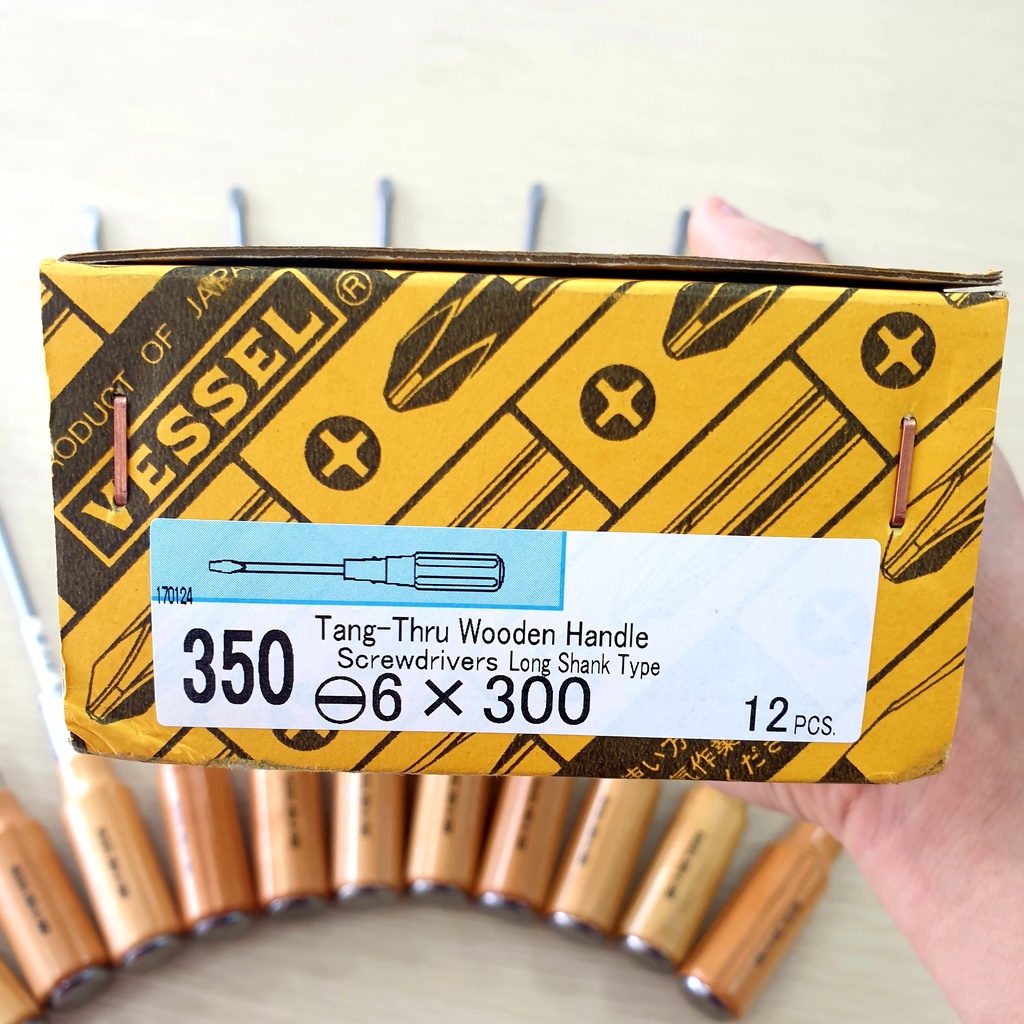 PRODUCT OF JAPAN
VESSEL ®
170124
350
Tang-Thru Wooden Handle
Screwdrivers Long Shank Type
6 × 300
12 PCS.